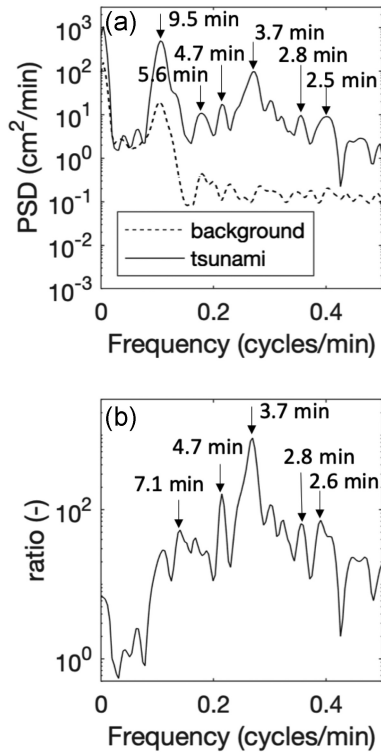 (a)
9.5 min
3.7 min
4.7 min
2.8 min
5.6 min
2.5 min
PSD (cm²/min)
10³
10²
10¹
10⁰
10⁻¹
10⁻²
10⁻³
background
tsunami
0
0.2
0.4
Frequency (cycles/min)
(b)
3.7 min
4.7 min
2.8 min
7.1 min
2.6 min
ratio (-)
10²
10⁰
0
0.2
0.4
Frequency (cycles/min)